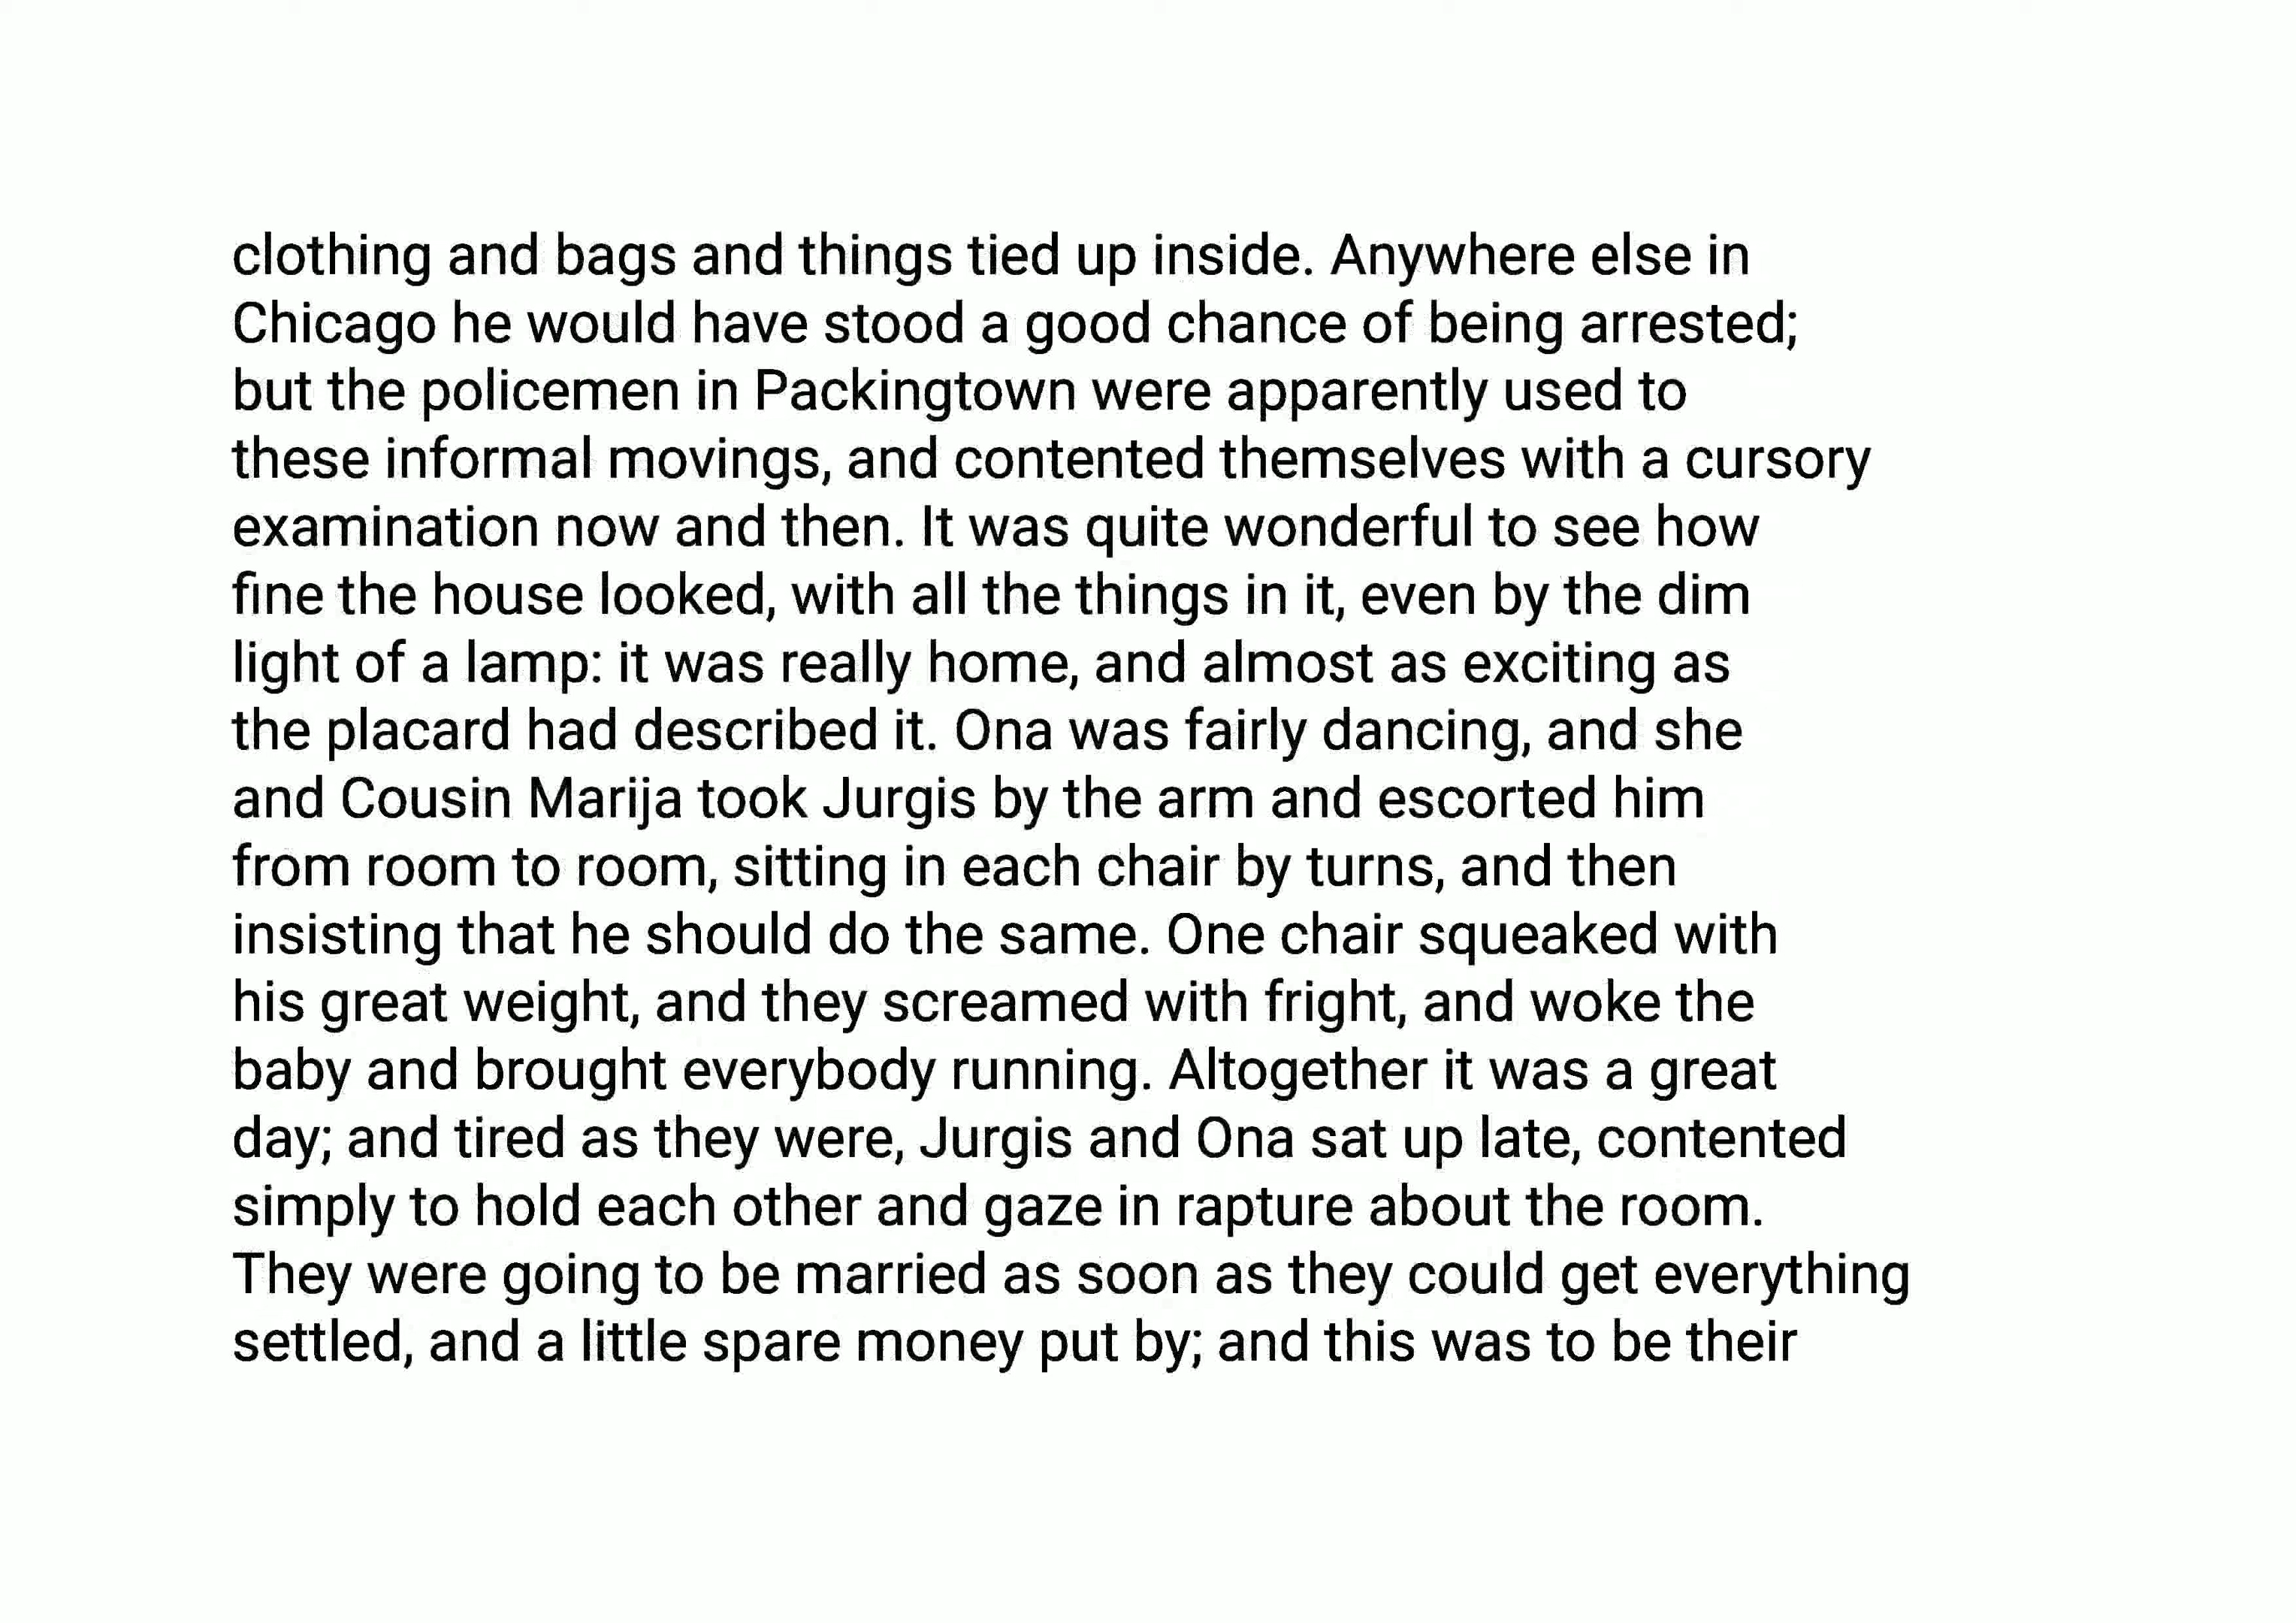 clothing and bags and things tied up inside. Anywhere else in
Chicago he would have stood a good chance of being arrested;
but the policemen in Packingtown were apparently used to
these informal movings, and contented themselves with a cursory
examination now and then. It was quite wonderful to see how
fine the house looked, with all the things in it, even by the dim
light of a lamp: it was really home, and almost as exciting as
the placard had described it. Ona was fairly dancing, and she
and Cousin Marija took Jurgis by the arm and escorted him
from room to room, sitting in each chair by turns, and then
insisting that he should do the same. One chair squeaked with
his great weight, and they screamed with fright, and woke the
baby and brought everybody running. Altogether it was a great
day; and tired as they were, Jurgis and Ona sat up late, contented
simply to hold each other and gaze in rapture about the room.
They were going to be married as soon as they could get everything
settled, and a little spare money put by; and this was to be their